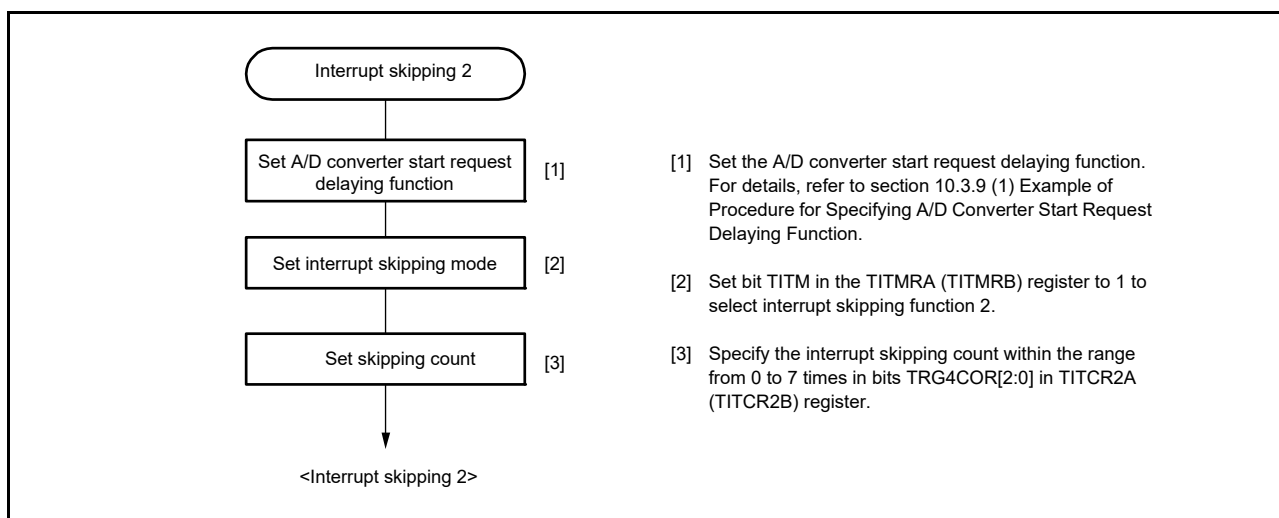 Interrupt skipping 2
Set A/D converter start request
delaying function
[1]
Set interrupt skipping mode
[2]
Set skipping count
[3]
<Interrupt skipping 2>
[1] Set the A/D converter start request delaying function.
For details, refer to section 10.3.9 (1) Example of
Procedure for Specifying A/D Converter Start Request
Delaying Function.
[2] Set bit TITM in the TITMRA (TITMRB) register to 1 to
select interrupt skipping function 2.
[3] Specify the interrupt skipping count within the range
from 0 to 7 times in bits TRG4COR[2:0] in TITCR2A
(TITCR2B) register.